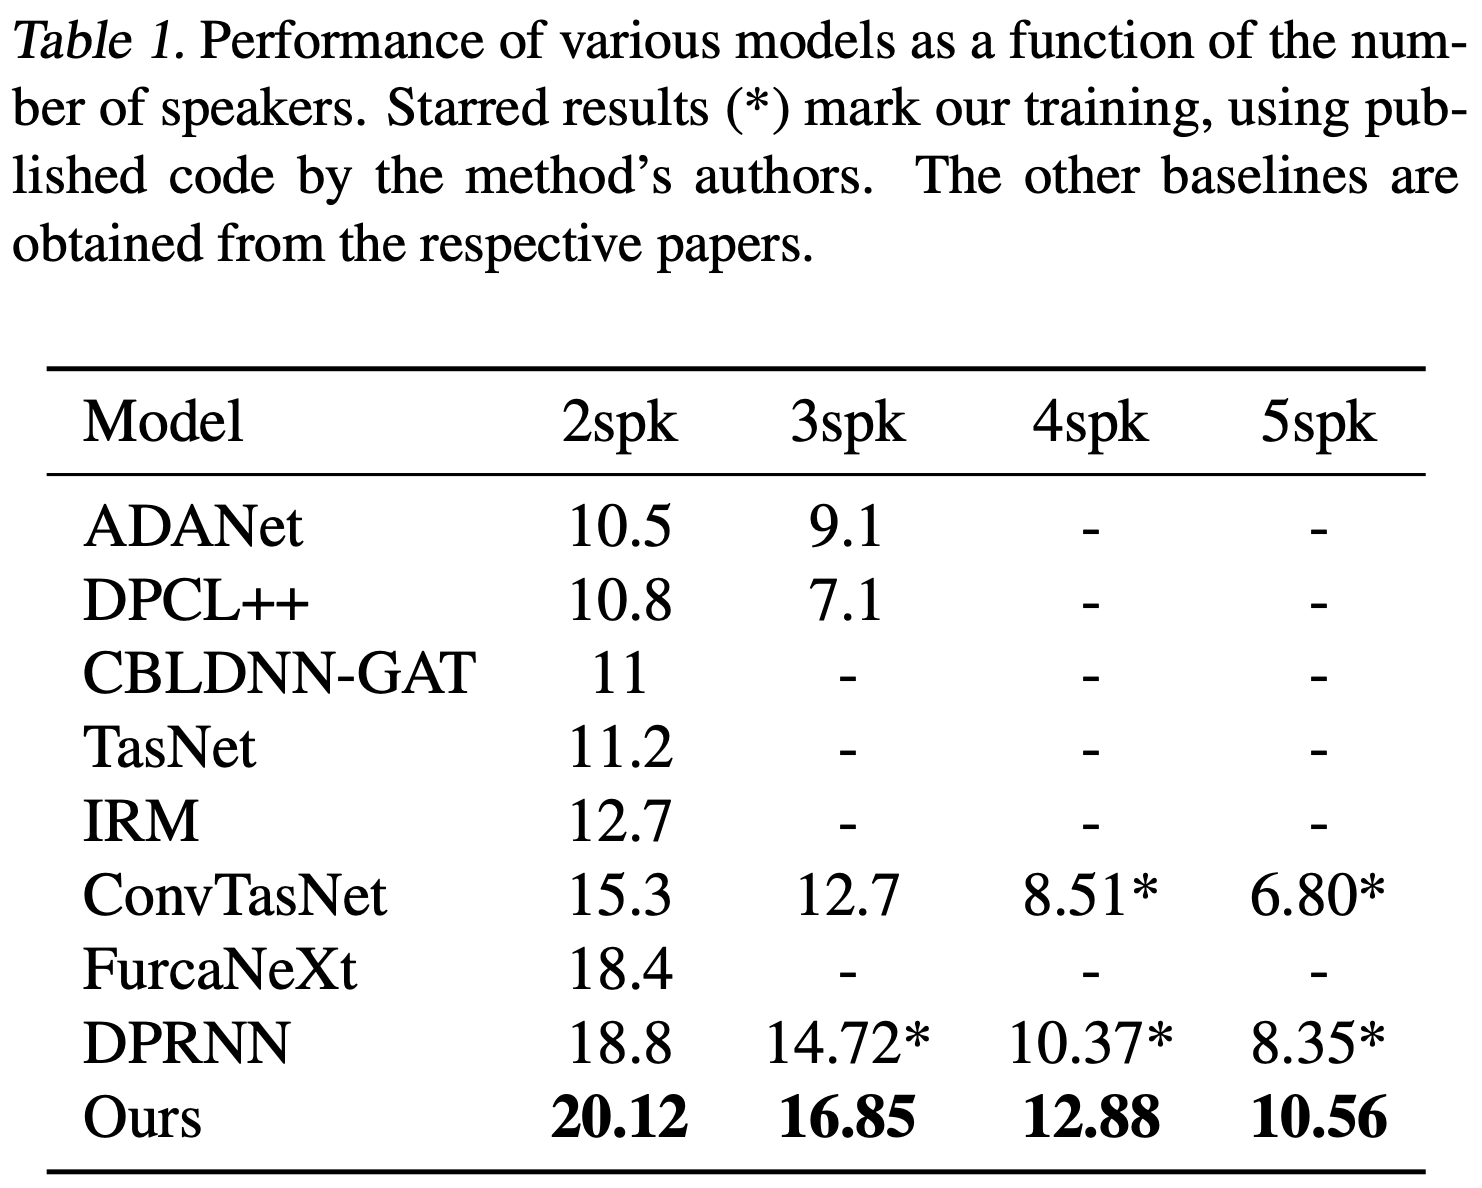 Table 1. Performance of various models as a function of the num-
ber of speakers. Starred results (*) mark our training, using pub-
lished code by the method’s authors. The other baselines are
obtained from the respective papers.
Model 2spk 3spk 4spk 5spk
ADANet 10.5 9.1 - -
DPCL++ 10.8 7.1 - -
CBLDNN-GAT 11 - - -
TasNet 11.2 - - -
IRM 12.7 - - -
ConvTasNet 15.3 12.7 8.51* 6.80*
FurcaNeXt 18.4 - - -
DPRNN 18.8 14.72* 10.37* 8.35*
Ours 20.12 16.85 12.88 10.56